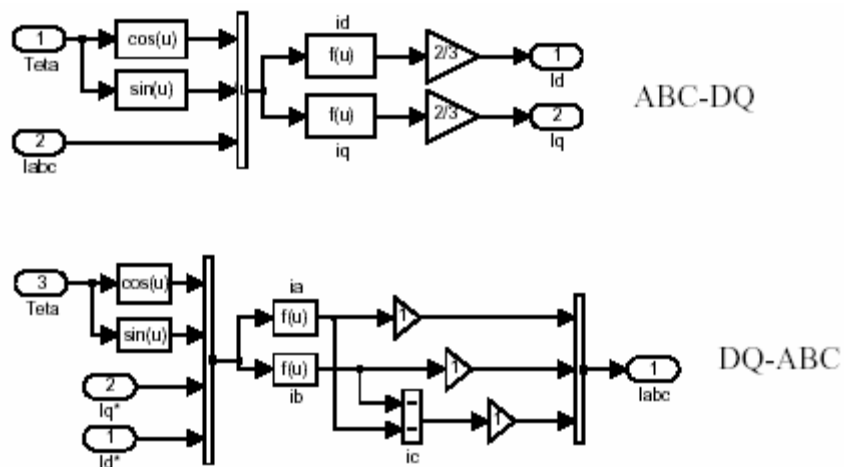 1
Teta
cos(u)
sin(u)
2
Iabc
id
f(u)
2/3
1
Id
f(u)
iq
2/3
2
Iq
ABC-DQ
3
Teta
cos(u)
sin(u)
2
Iq*
1
Id*
ia
f(u)
1
f(u)
ib
1
ic
1
1
Iabc
DQ-ABC